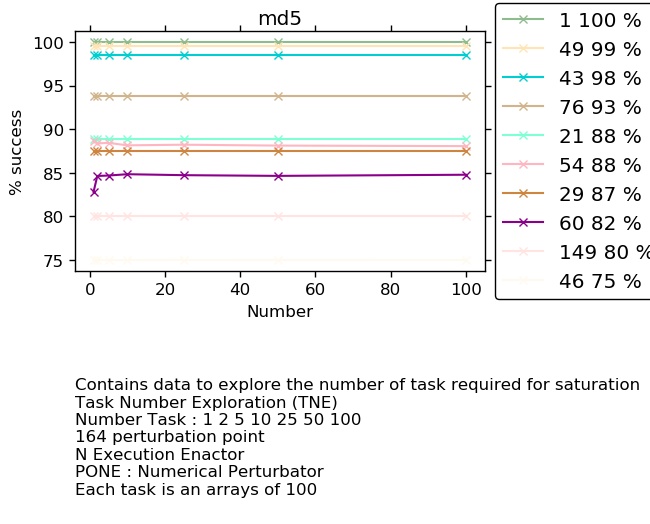 md5
100
95
90
85
80
75
% success
0 20 40 60 80 100
Number
1 100 %
49 99 %
43 98 %
76 93 %
21 88 %
54 88 %
29 87 %
60 82 %
149 80 %
46 75 %
Contains data to explore the number of task required for saturation
Task Number Exploration (TNE)
Number Task : 1 2 5 10 25 50 100
164 perturbation point
N Execution Enactor
PONE : Numerical Perturbator
Each task is an arrays of 100